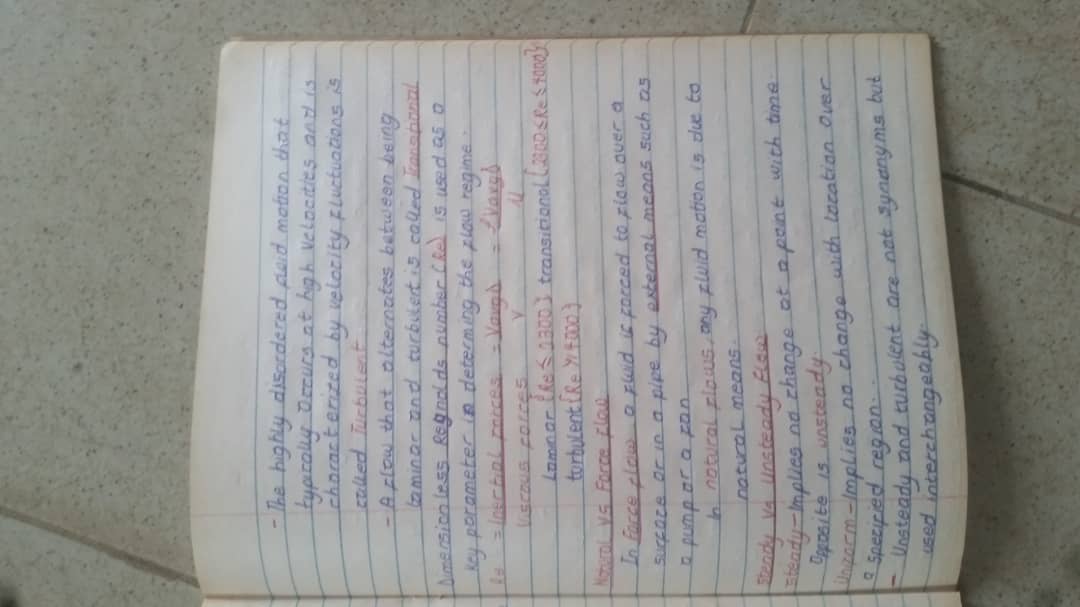 - The highly disordered fluid motion that
typically occurs at high velocities and is
characterized by velocity fluctuations is
called Turbulent
- A flow that alternates between being
laminar and turbulent is called Transtional
Dimensionless Reynolds number (Re) is used as a
key parameter in determing the flow regime.
Re = Inertial forces = VavgD = ρVavgD
Viscous forces ν μ
Laminar {Re ≤ 2300} transitional [2300 ≤ Re ≤ 4000]
turbulent {Re ≥ 4000}
Natural vs Force flow
In force flow, a fluid is forced to flow over a
surface or in a pipe by external means such as
a pump or a fan
In natural flows, any fluid motion is due to
natural means.
Steady vs Unsteady Flow
Steady - Implies no change at a point with time
Opposite is unsteady.
Uniform - Implies no change with location over
a specified region..
- Unsteady and turbulent are not synonyms but
used interchangeably.